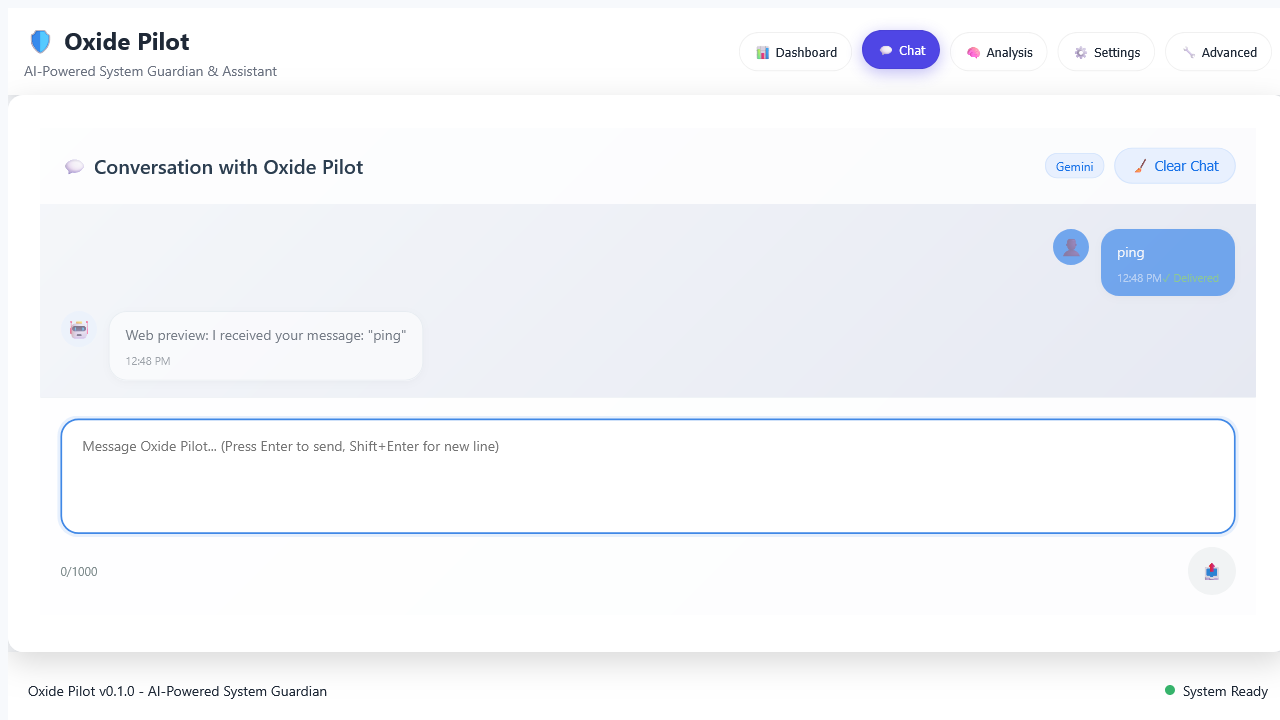 Oxide Pilot
AI-Powered System Guardian & Assistant
Dashboard
Chat
Analysis
Settings
Advanced
Conversation with Oxide Pilot
Gemini
Clear Chat
ping
12:48 PM✓ Delivered
Web preview: I received your message: "ping"
12:48 PM
Message Oxide Pilot... (Press Enter to send, Shift+Enter for new line)
0/1000
Oxide Pilot v0.1.0 - AI-Powered System Guardian
System Ready